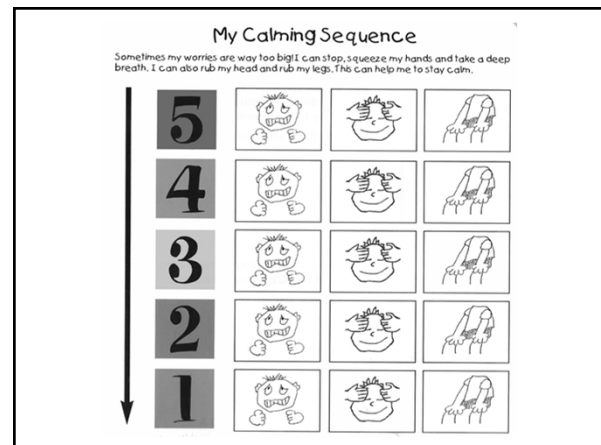 My Calming Sequence
Sometimes my worries are way too big!I can stop, squeeze my hands and take a deep
breath. I can also rub my head and rub my legs. This can help me to stay calm.
5
4
3
2
1